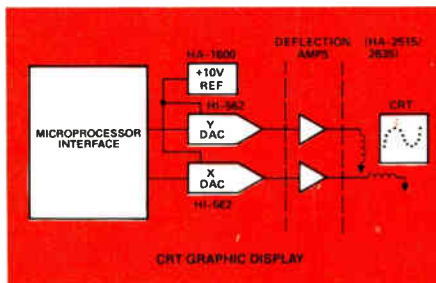 DEFLECTION (HA-2515/
HA-1600 AMPS 2635)
+10V
REF
HI-562
CRT
Y
DAC
MICROPROCESSOR
INTERFACE
X
DAC
HI-562
CRT GRAPHIC DISPLAY